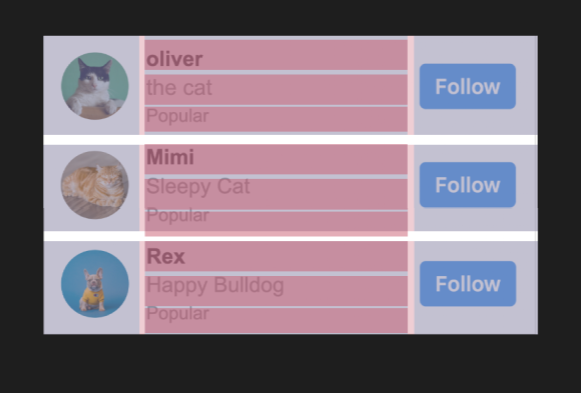 oliver
the cat
Popular
Follow
Mimi
Sleepy Cat
Popular
Follow
Rex
Happy Bulldog
Popular
Follow